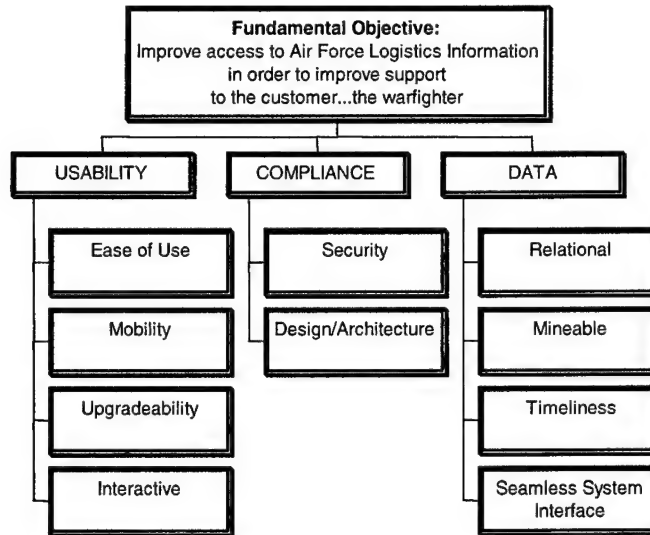 Fundamental Objective:
Improve access to Air Force Logistics Information
in order to improve support
to the customer...the warfighter
USABILITY
COMPLIANCE
DATA
Ease of Use
Mobility
Upgradeability
Interactive
Security
Design/Architecture
Relational
Mineable
Timeliness
Seamless System
Interface